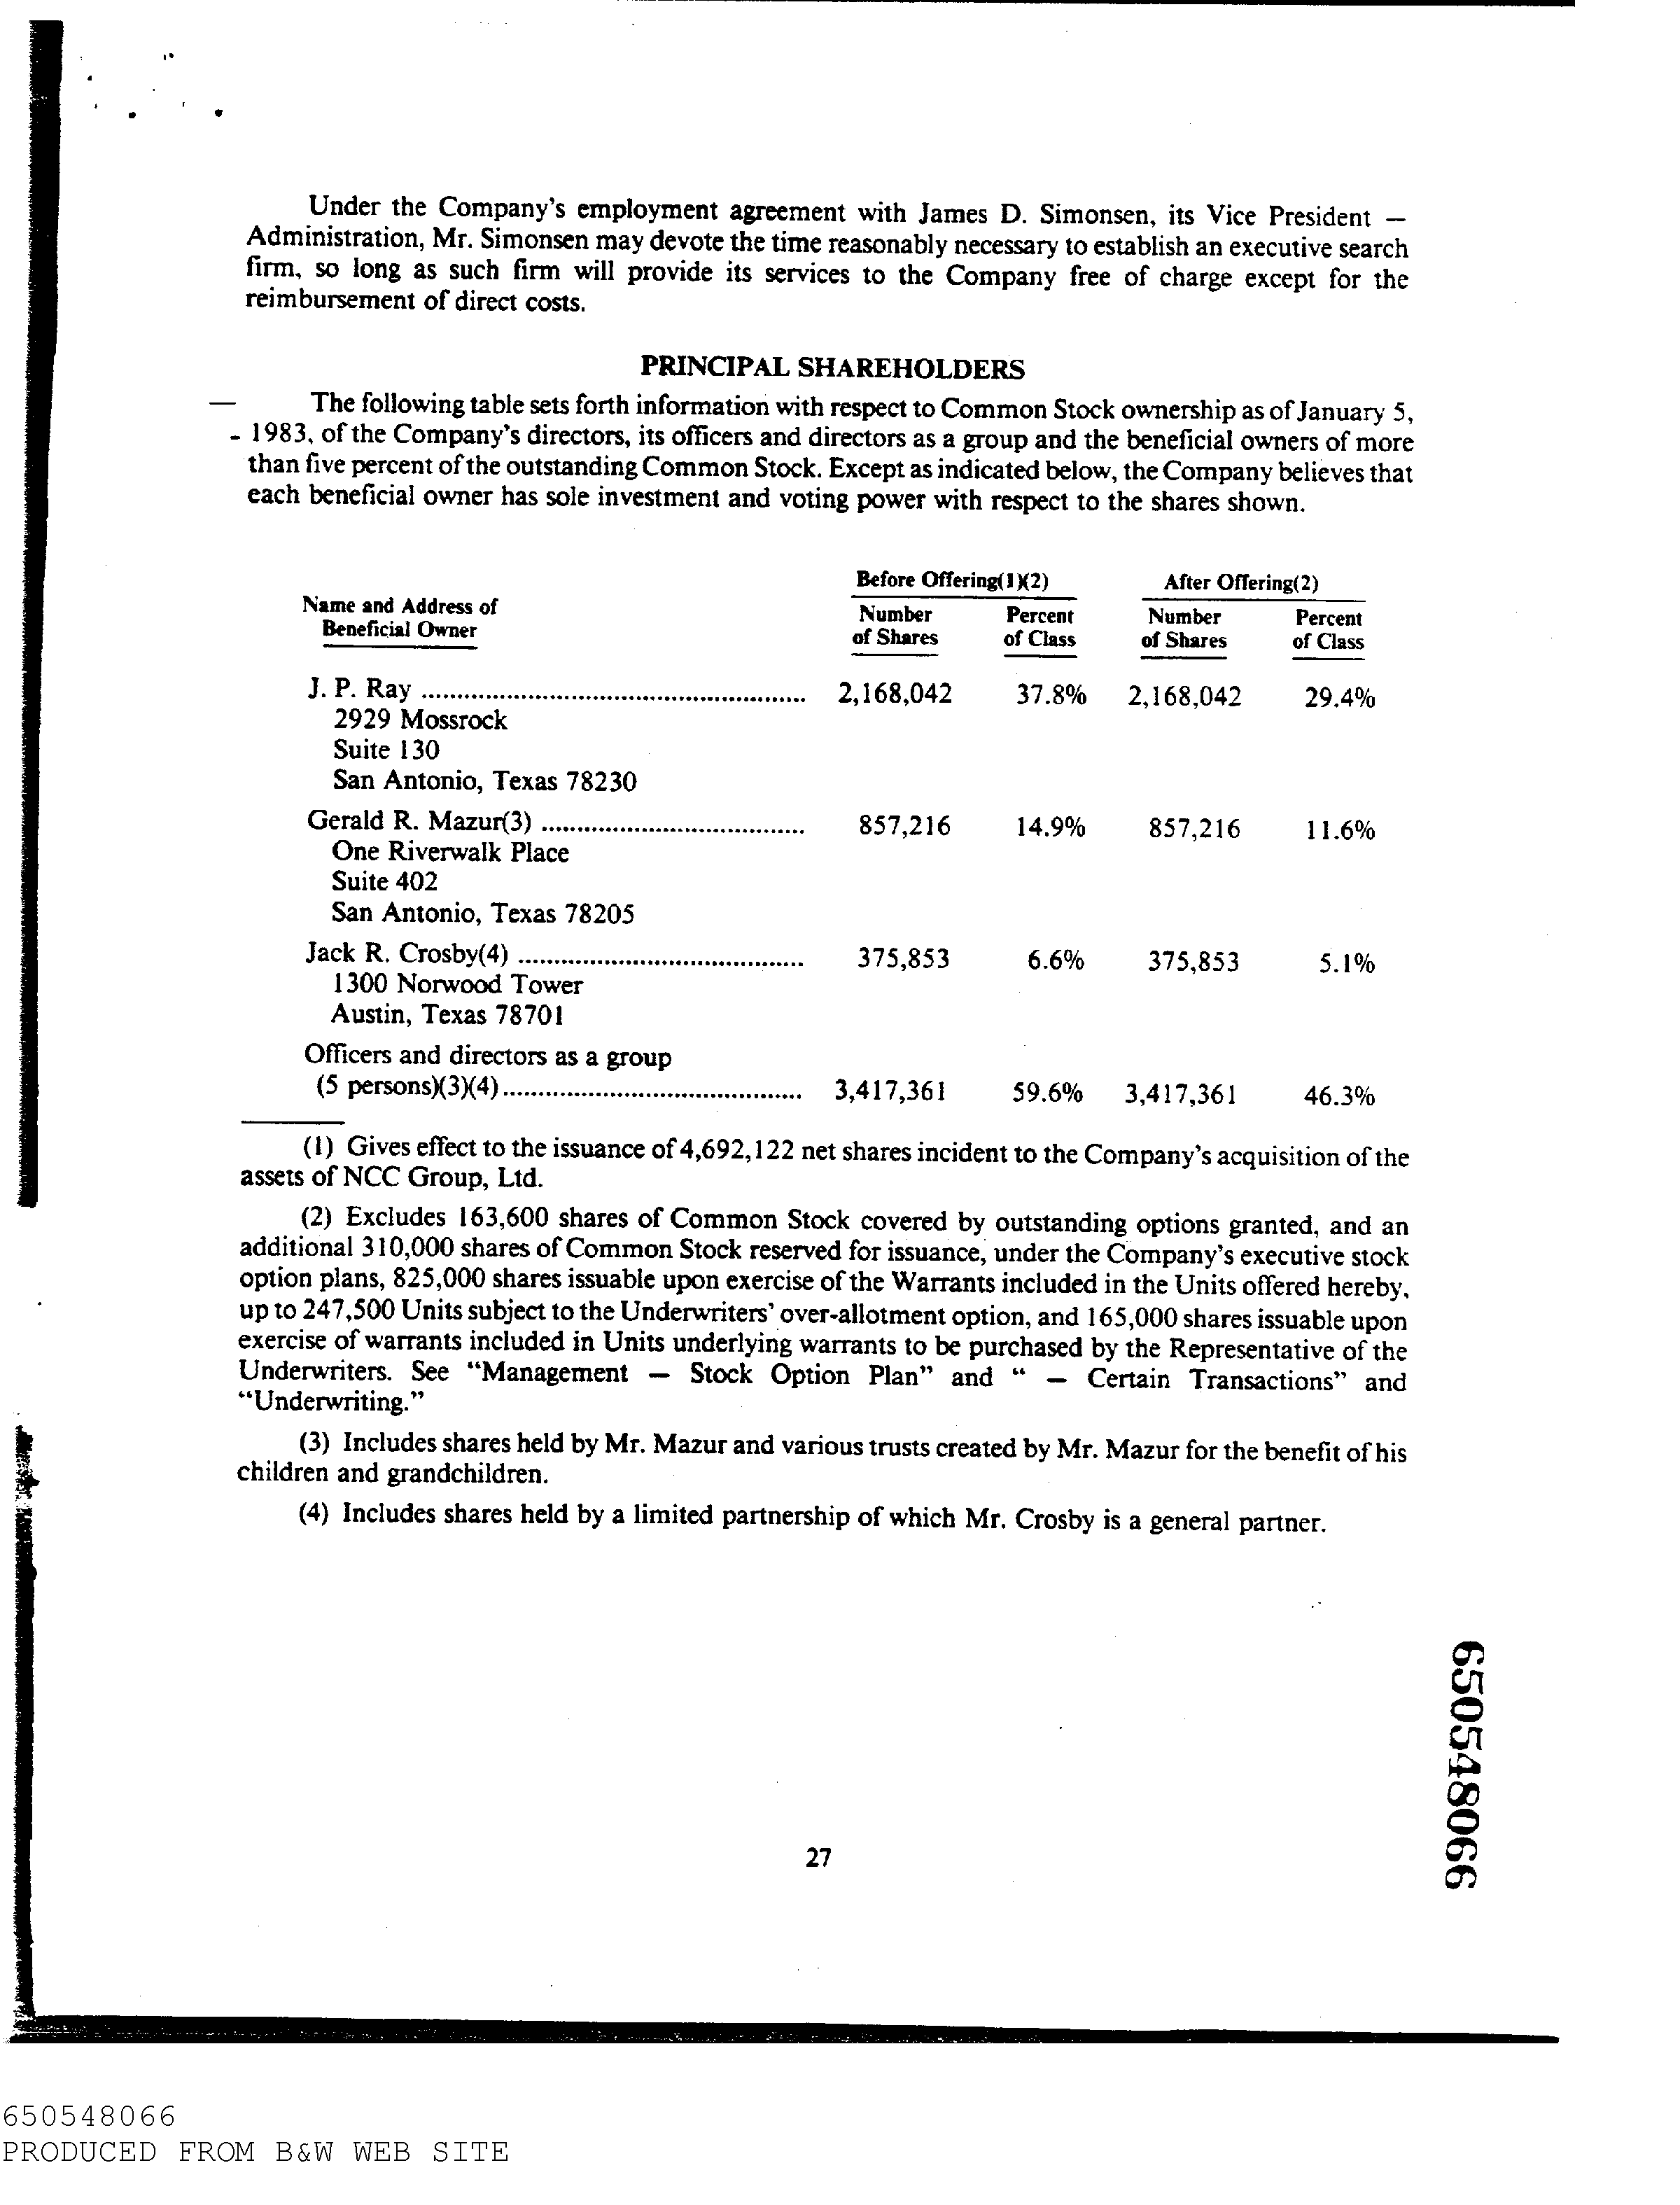 Under the Company's employment agreement with James D. Simonsen, its Vice President —
Administration, Mr. Simonsen may devote the time reasonably necessary to establish an executive search
firm, so long as such firm will provide its services to the Company free of charge except for the
reimbursement of direct costs.
PRINCIPAL SHAREHOLDERS
The following table sets forth information with respect to Common Stock ownership as of January 5,
1983, of the Company's directors, its officers and directors as a group and the beneficial owners of more
than five percent of the outstanding Common Stock. Except as indicated below, the Company believes that
each beneficial owner has sole investment and voting power with respect to the shares shown.
Before Offering(1)(2) After Offering(2)
Name and Address of Number Percent Number Percent
Beneficial Owner of Shares of Class of Shares of Class
J. P. Ray ...................................................... 2,168,042 37.8% 2,168,042 29.4%
2929 Mossrock
Suite 130
San Antonio, Texas 78230
Gerald R. Mazur(3) ..................................... 857,216 14.9% 857,216 11.6%
One Riverwalk Place
Suite 402
San Antonio, Texas 78205
Jack R. Crosby(4) ........................................ 375,853 6.6% 375,853 5.1%
1300 Norwood Tower
Austin, Texas 78701
Officers and directors as a group
(5 persons)(3)(4).......................................... 3,417,361 59.6% 3,417,361 46.3%
(1) Gives effect to the issuance of 4,692,122 net shares incident to the Company's acquisition of the
assets of NCC Group, Ltd.
(2) Excludes 163,600 shares of Common Stock covered by outstanding options granted, and an
additional 310,000 shares of Common Stock reserved for issuance, under the Company's executive stock
option plans, 825,000 shares issuable upon exercise of the Warrants included in the Units offered hereby,
up to 247,500 Units subject to the Underwriters' over-allotment option, and 165,000 shares issuable upon
exercise of warrants included in Units underlying warrants to be purchased by the Representative of the
Underwriters. See “Management — Stock Option Plan” and “ — Certain Transactions” and
“Underwriting.”
(3) Includes shares held by Mr. Mazur and various trusts created by Mr. Mazur for the benefit of his
children and grandchildren.
(4) Includes shares held by a limited partnership of which Mr. Crosby is a general partner.
650548066
27
650548066
PRODUCED FROM B&W WEB SITE